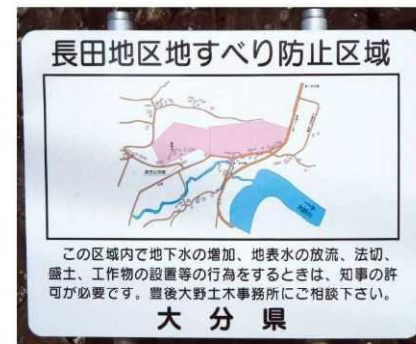 長田地区地すべり防止区域
この区域内で地下水の増加、地表水の放流、法切、
盛土、工作物の設置等の行為をするときは、知事の許
可が必要です。豊後大野土木事務所にご相談下さい。
大分県